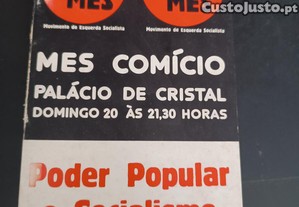 CustoJusto.pt
MES ME
Movimento de Esquerda Socialista Movimento de Esquerda Socialista
MES COMÍCIO
PALÁCIO DE CRISTAL
DOMINGO 20 ÀS 21,30 HORAS
Poder Popular
e Socialismo